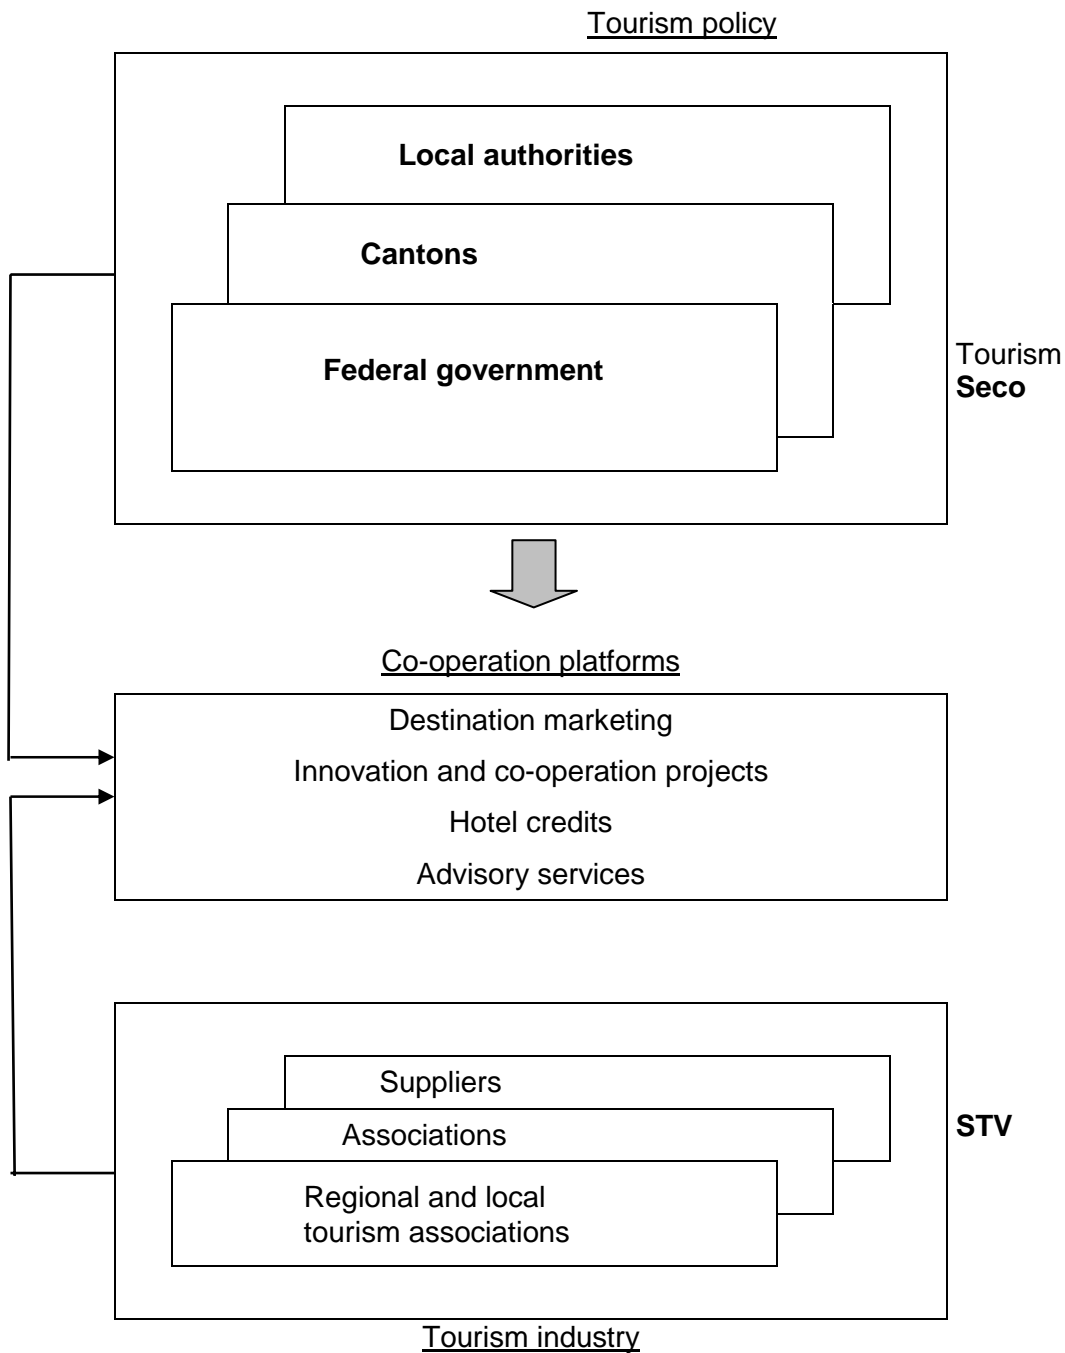 Tourism policy
Local authorities
Cantons
Federal government
Tourism
Seco
Co-operation platforms
Destination marketing
Innovation and co-operation projects
Hotel credits
Advisory services
Suppliers
Associations
STV
Regional and local
tourism associations
Tourism industry